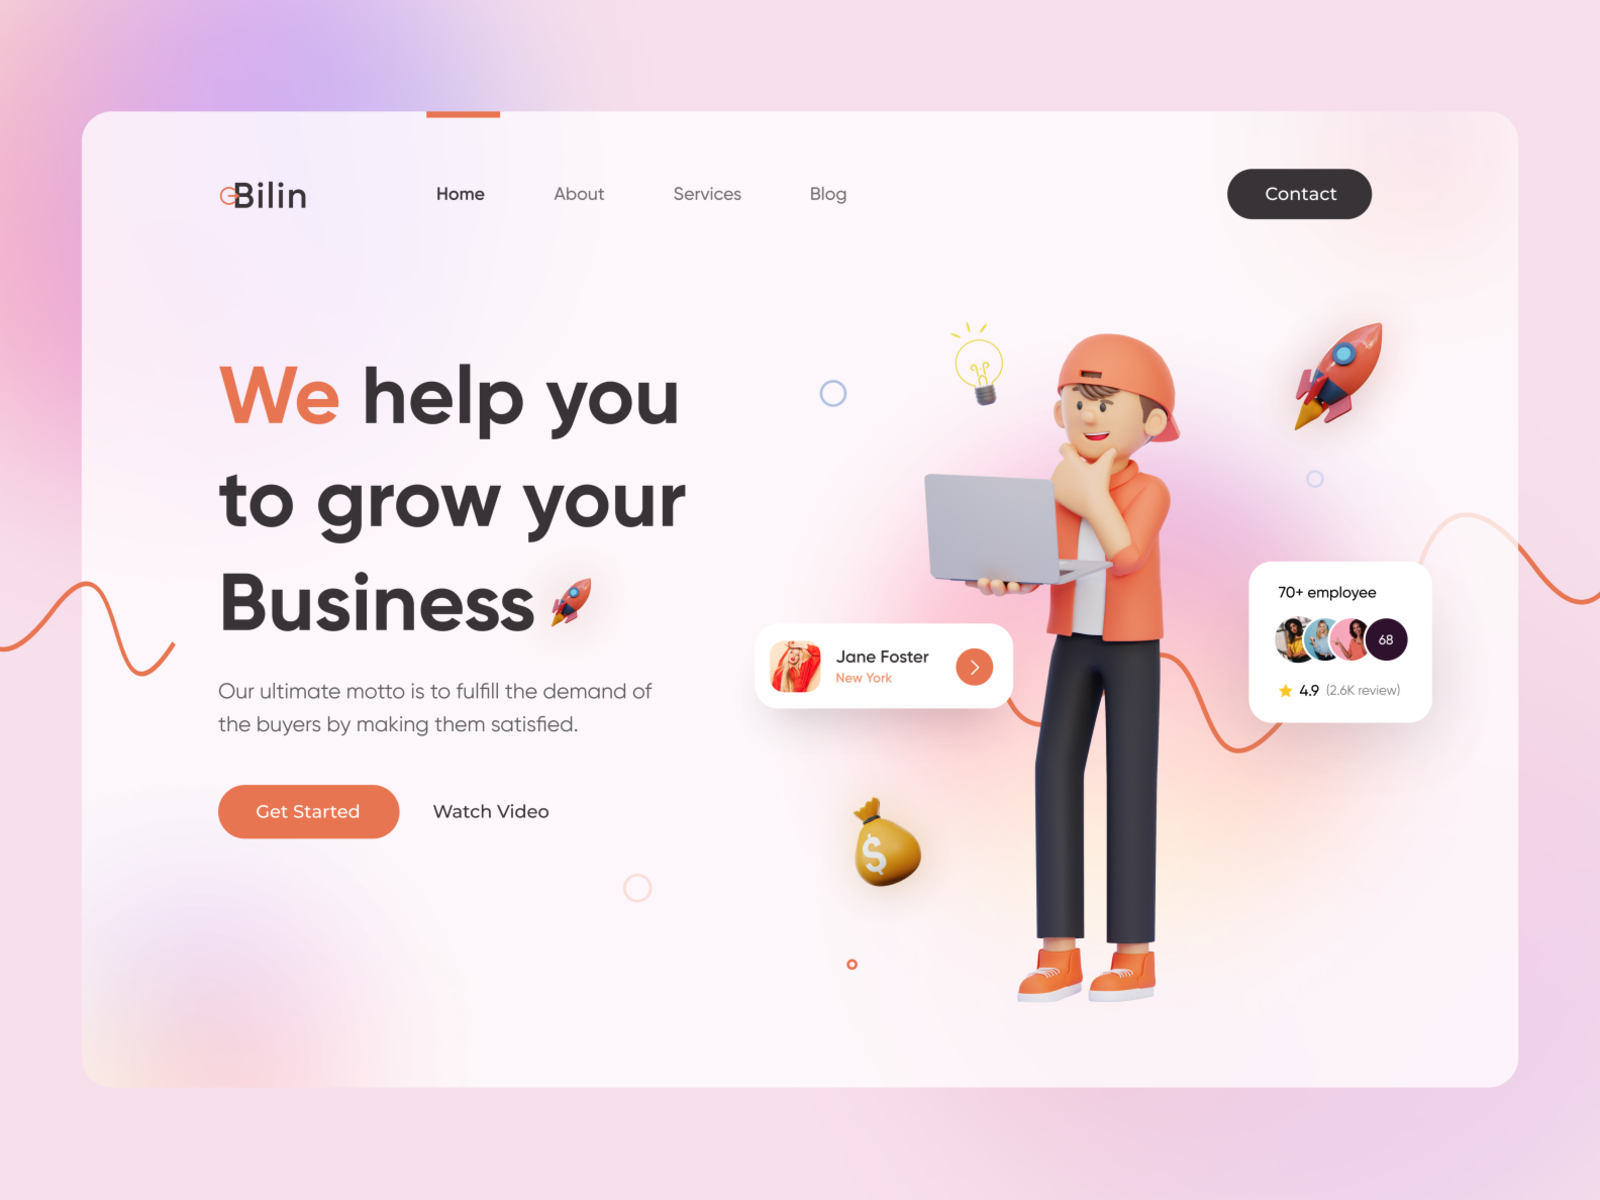 Bilin
Home About Services Blog
Contact
We help you
to grow your
Business
Our ultimate motto is to fulfill the demand of
the buyers by making them satisfied.
Get Started
Watch Video
Jane Foster
New York
$
70+ employee
68
4.9 (2.6K review)